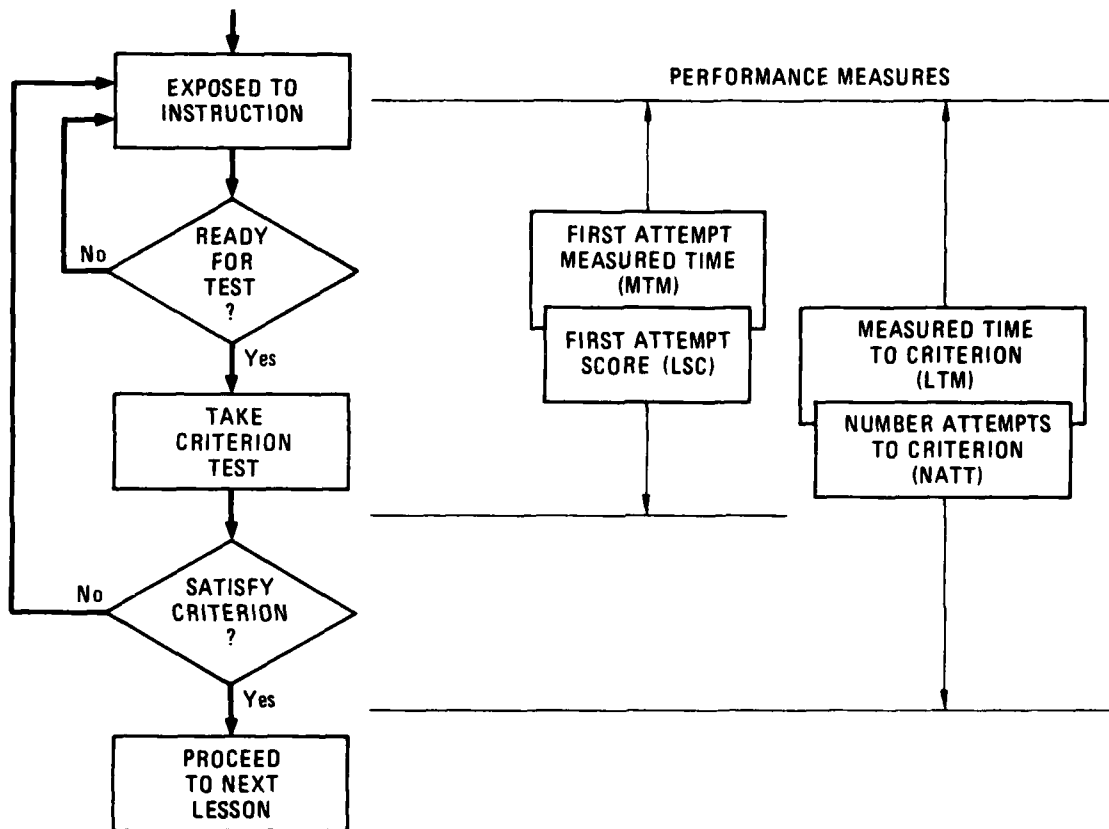 EXPOSED TO
INSTRUCTION
No
READY
FOR
TEST
?
Yes
TAKE
CRITERION
TEST
No
SATISFY
CRITERION
?
Yes
PROCEED
TO NEXT
LESSON
PERFORMANCE MEASURES
FIRST ATTEMPT
MEASURED TIME
(MTM)
FIRST ATTEMPT
SCORE (LSC)
MEASURED TIME
TO CRITERION
(LTM)
NUMBER ATTEMPTS
TO CRITERION
(NATT)